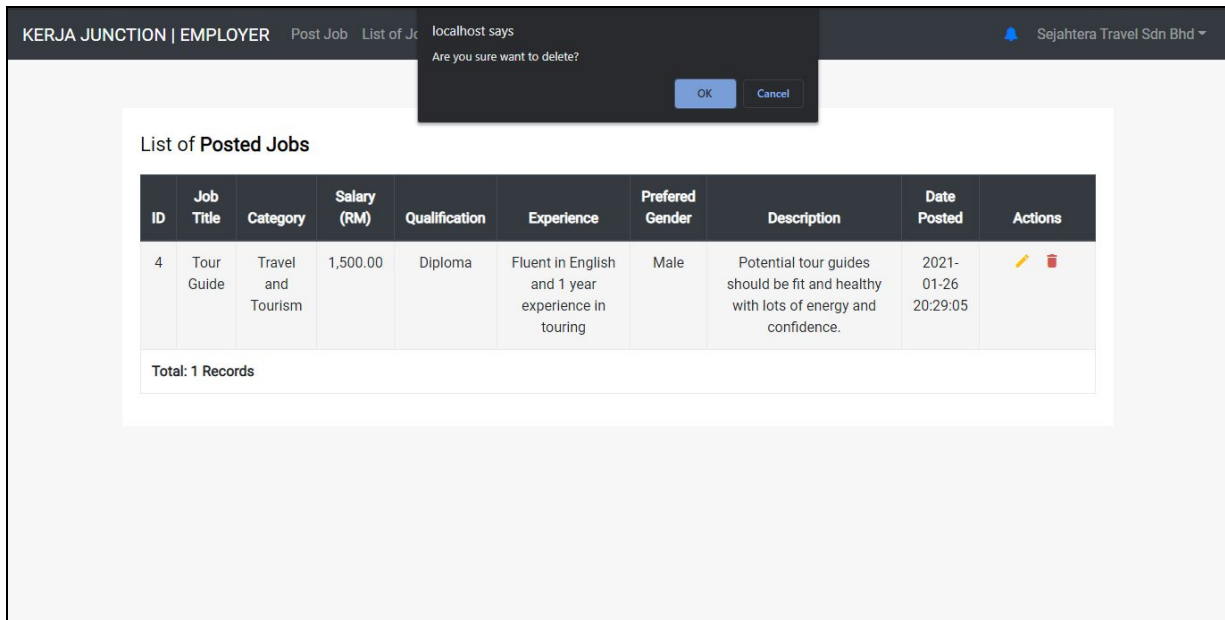 KERJA JUNCTION | EMPLOYER Post Job List of
localhost says
Are you sure want to delete?
OK Cancel
Sejahtera Travel Sdn Bhd
List of Posted Jobs
ID Job Title Category Salary (RM) Qualification Experience Prefered Gender Description Date Posted Actions
4 Tour Guide Travel and Tourism 1,500.00 Diploma Fluent in English and 1 year experience in touring Male Potential tour guides should be fit and healthy with lots of energy and confidence. 2021-01-26 20:29:05
Total: 1 Records